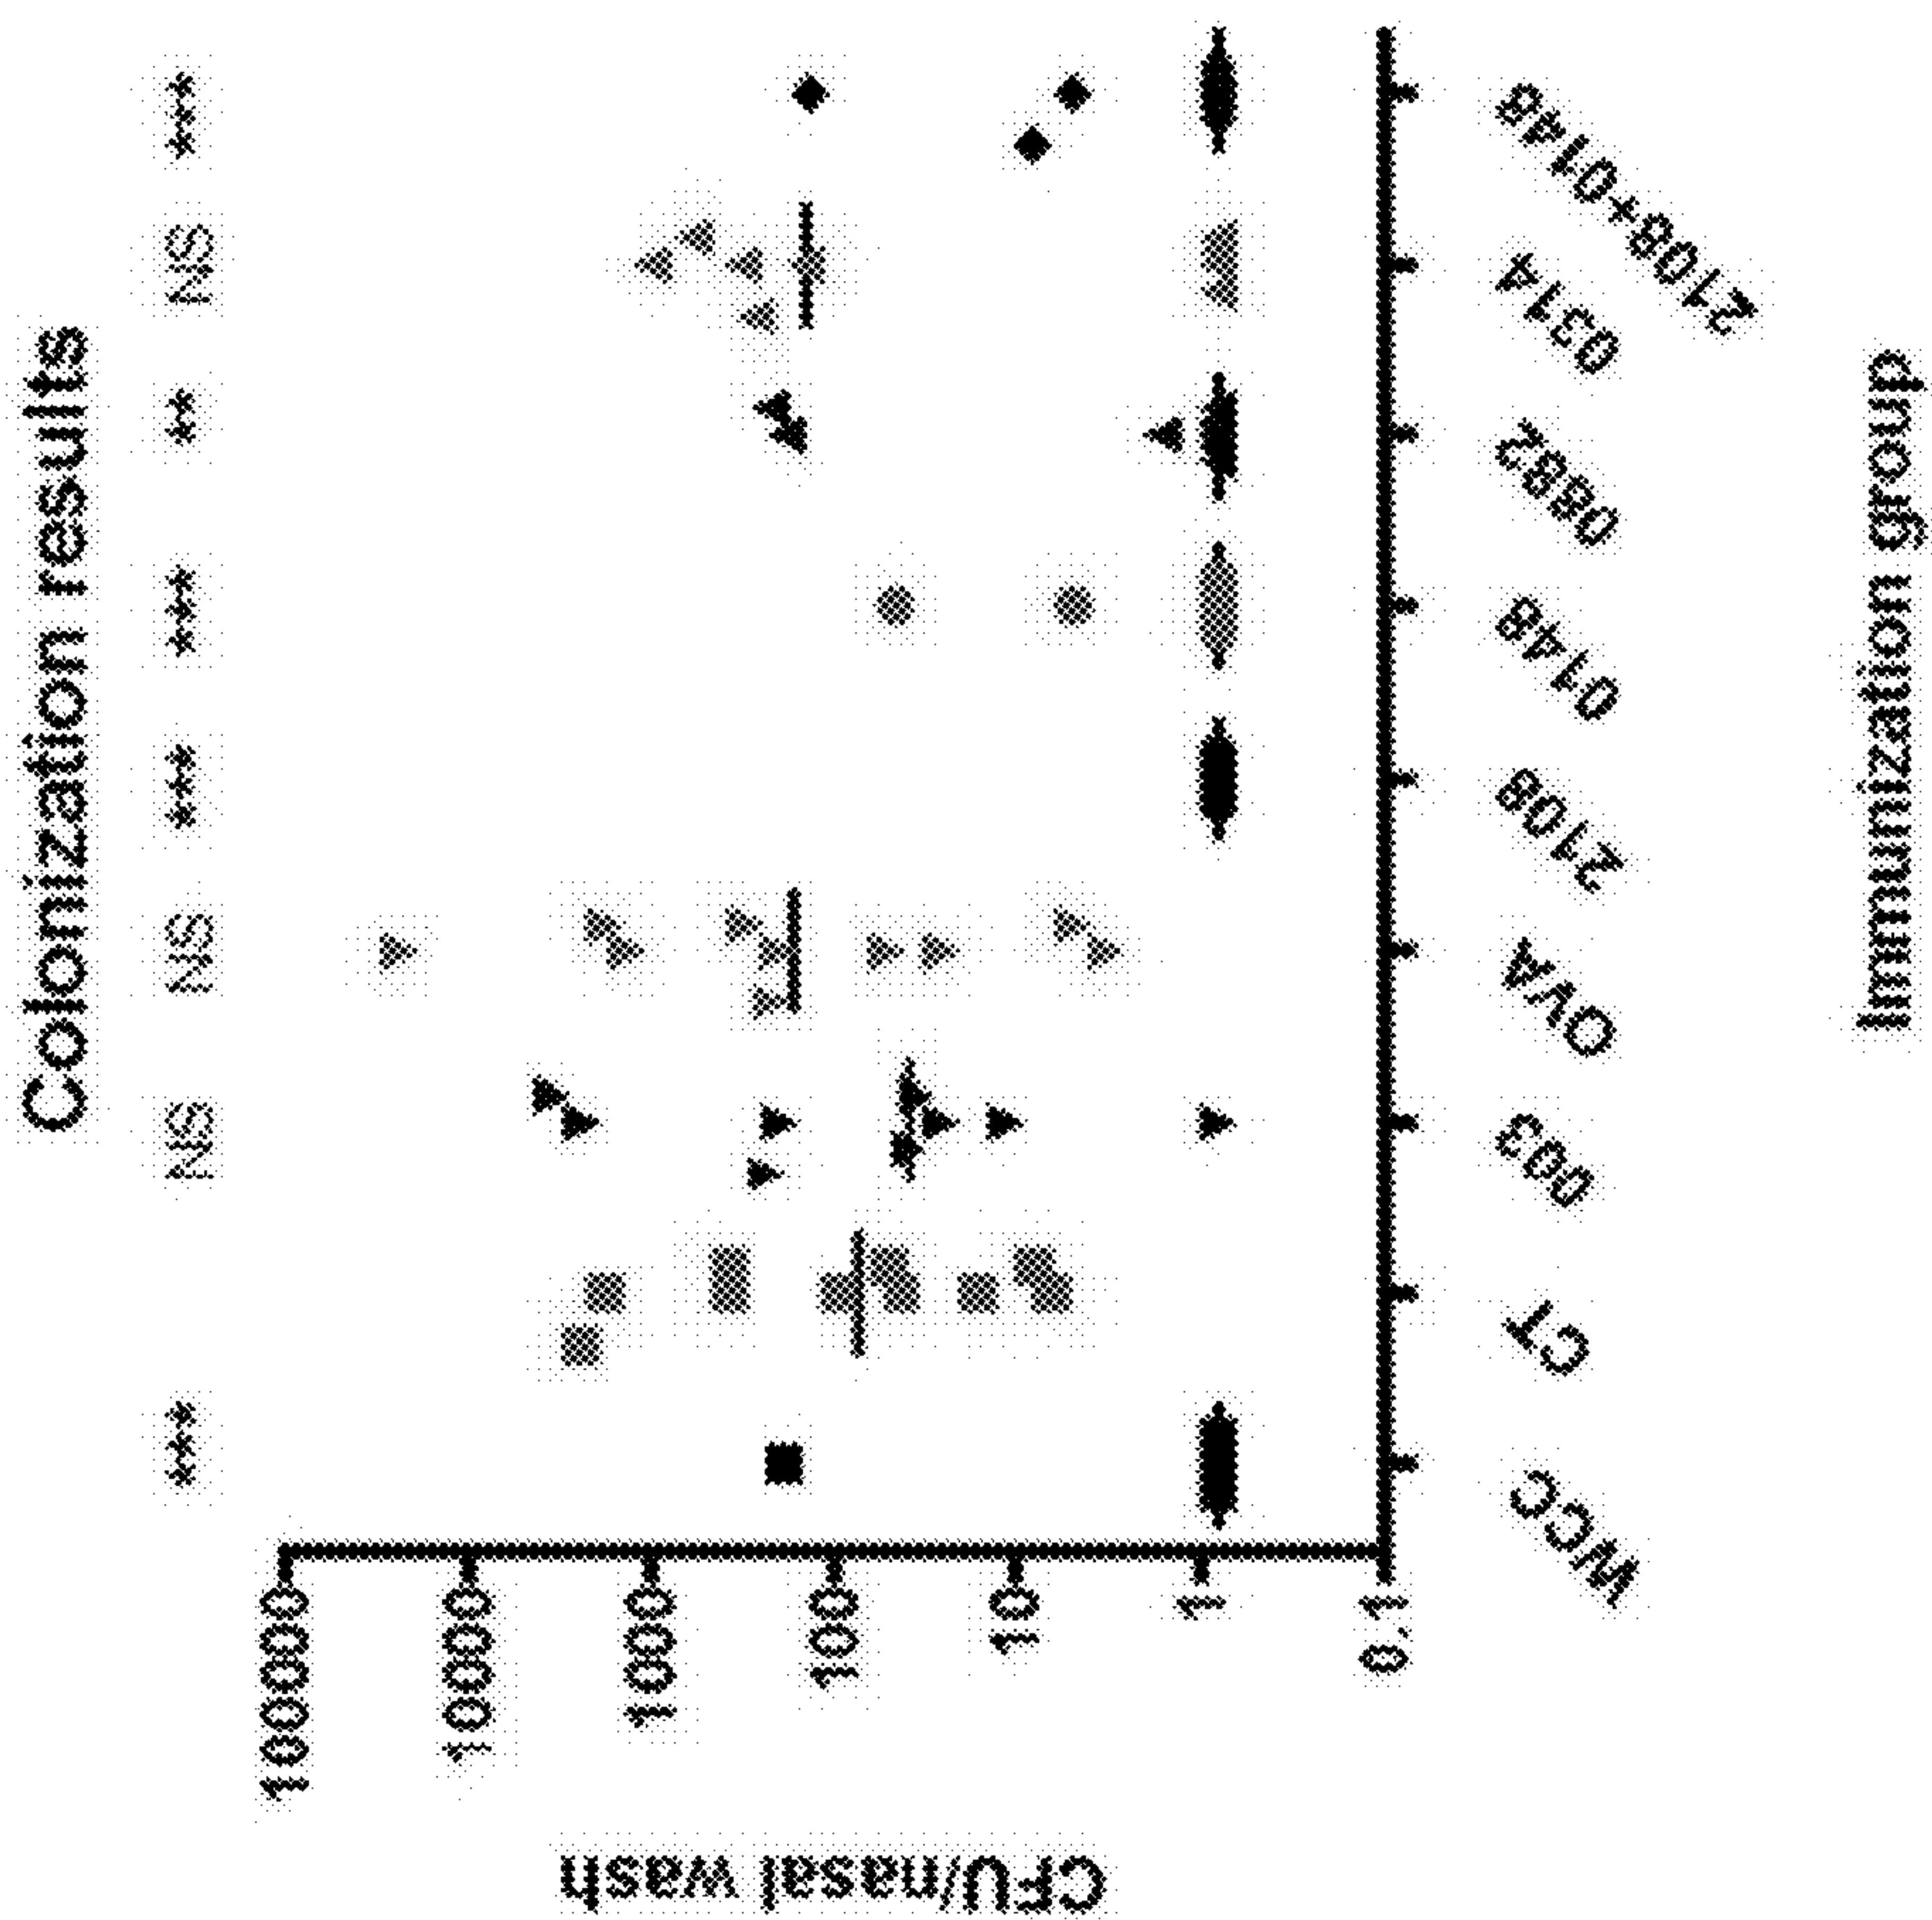 Colonization results
*** NS NS *** *** ** NS ***
CFU/nasal wash
100000
10000
1000
100
10
1
0.1
WCC CT 003 OVA 2108 0148 0882 0314 2108+0148
Immunization group